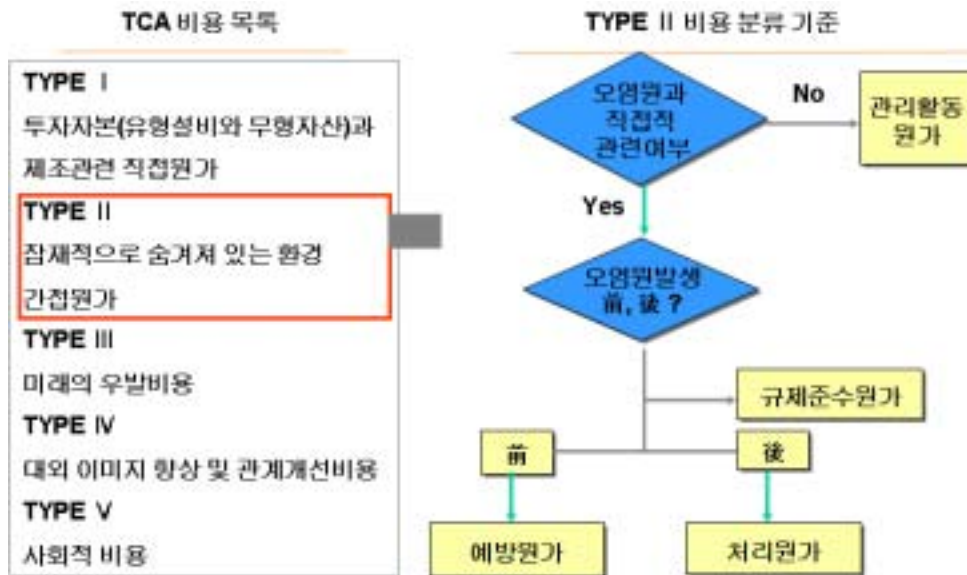 TCA 비용 목록
TYPE Ⅰ
투자자본(유형설비와 무형자산)과
제조관련 직접원가
TYPE Ⅱ
잠재적으로 숨겨져 있는 환경
간접원가
TYPE Ⅲ
미래의 우발비용
TYPE Ⅳ
대외 이미지 향상 및 관계개선비용
TYPE Ⅴ
사회적 비용
TYPE Ⅱ 비용 분류 기준
오염원과
직접적
관련여부
No
관리활동
원가
Yes
오염원발생
前, 後 ?
규제준수원가
前
後
예방원가
처리원가